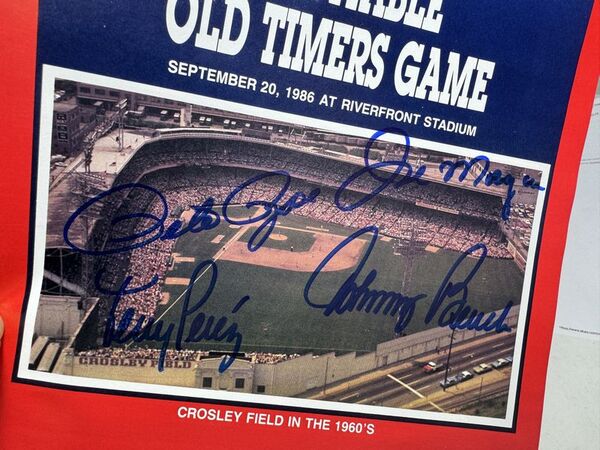 OLD TIMERS GAME
SEPTEMBER 20, 1986 AT RIVERFRONT STADIUM
Joe Morgan
Pete Rose
Johnny Bench
Tony Perez
CROSLEY FIELD
CROSLEY FIELD IN THE 1960'S